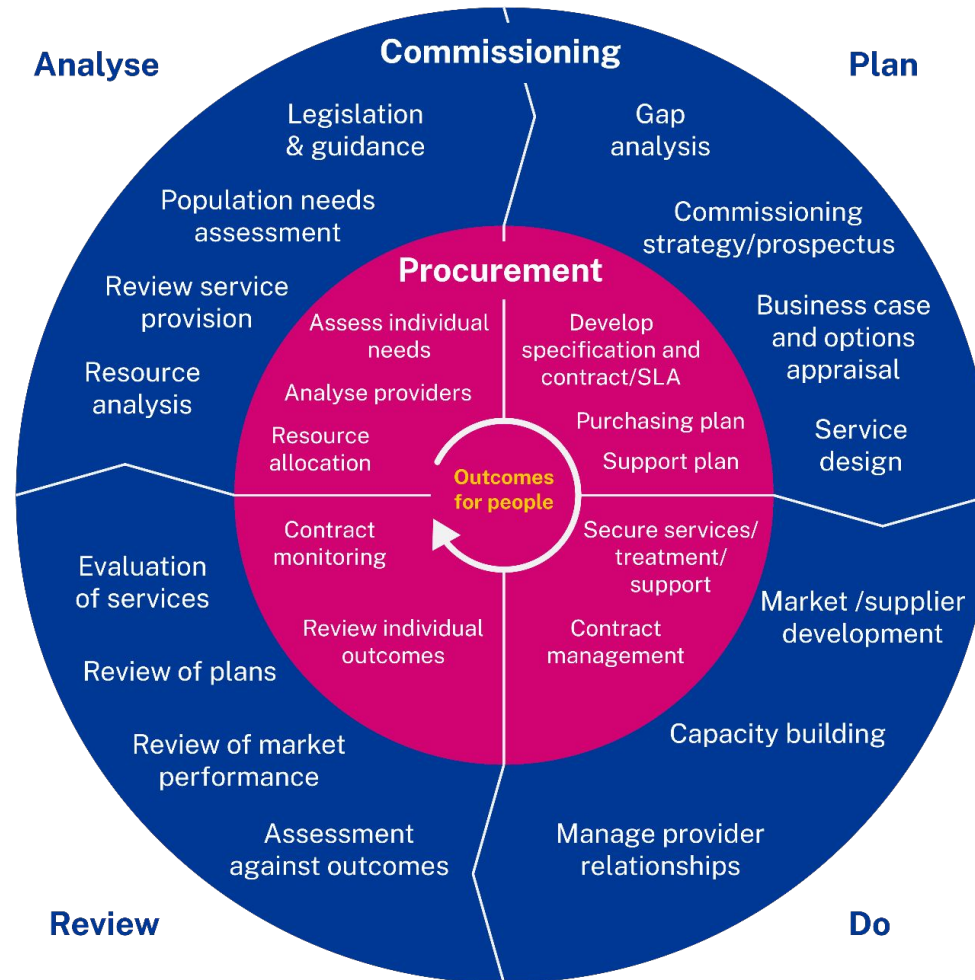 Analyse
Commissioning
Plan
Legislation
& guidance
Population needs
assessment
Review service
provision
Resource
analysis
Gap
analysis
Commissioning
strategy/prospectus
Business case
and options
appraisal
Service
design
Procurement
Assess individual
needs
Analyse providers
Resource
allocation
Develop
specification and
contract/SLA
Purchasing plan
Support plan
Outcomes
for people
Contract
monitoring
Review individual
outcomes
Secure services/
treatment/
support
Contract
management
Evaluation
of services
Review of plans
Review of market
performance
Assessment
against outcomes
Market /supplier
development
Capacity building
Manage provider
relationships
Review
Do